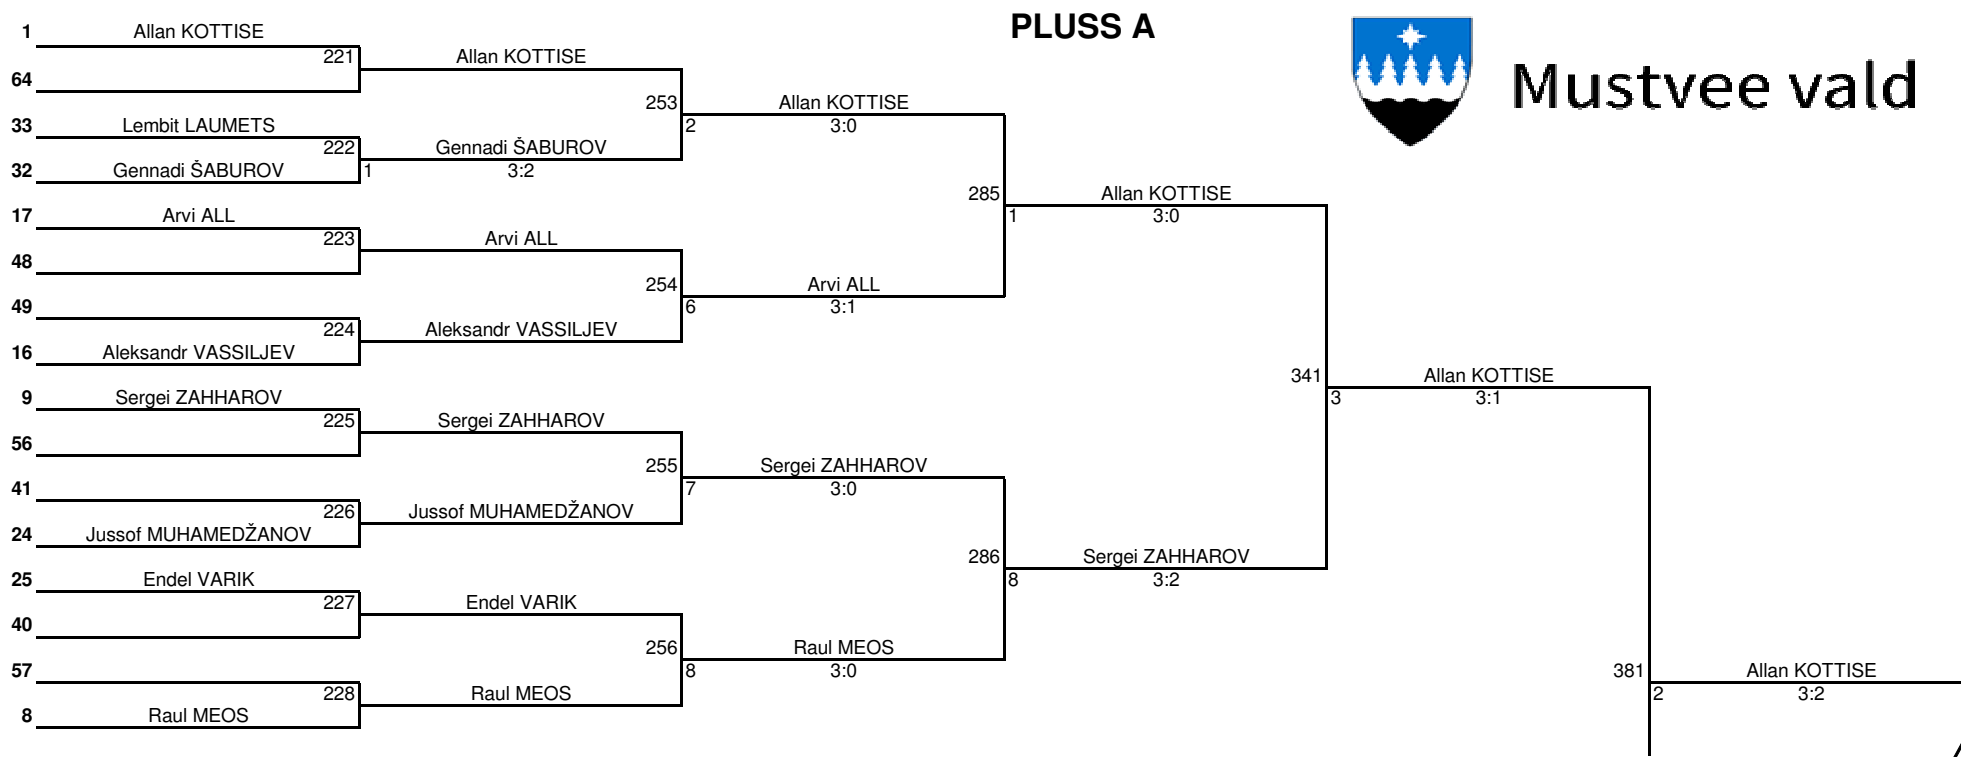 PLUSS A
Mustvee vald
1 Allan KOTTISE
221 Allan KOTTISE
64
253 Allan KOTTISE
2 3:0
33 Lembit LAUMETS
222 Gennadi ŠABUROV
32 Gennadi ŠABUROV 1 3:2
285 Allan KOTTISE
1 3:0
17 Arvi ALL
223 Arvi ALL
48
254 Arvi ALL
6 3:1
49
224 Aleksandr VASSILJEV
16 Aleksandr VASSILJEV
341 Allan KOTTISE
3 3:1
9 Sergei ZAHHAROV
225 Sergei ZAHHAROV
56
255 Sergei ZAHHAROV
7 3:0
41
226 Jussof MUHAMEDŽANOV
24 Jussof MUHAMEDŽANOV
286 Sergei ZAHHAROV
8 3:2
25 Endel VARIK
227 Endel VARIK
40
256 Raul MEOS
8 3:0
57
228 Raul MEOS
8 Raul MEOS
381 Allan KOTTISE
2 3:2